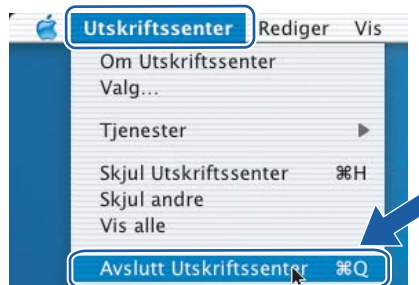 Utskriftssenter Rediger Vis
Om Utskriftssenter
Valg...
Tjenester
Skjul Utskriftssenter ⌘H
Skjul andre
Vis alle
Avslutt Utskriftssenter ⌘Q